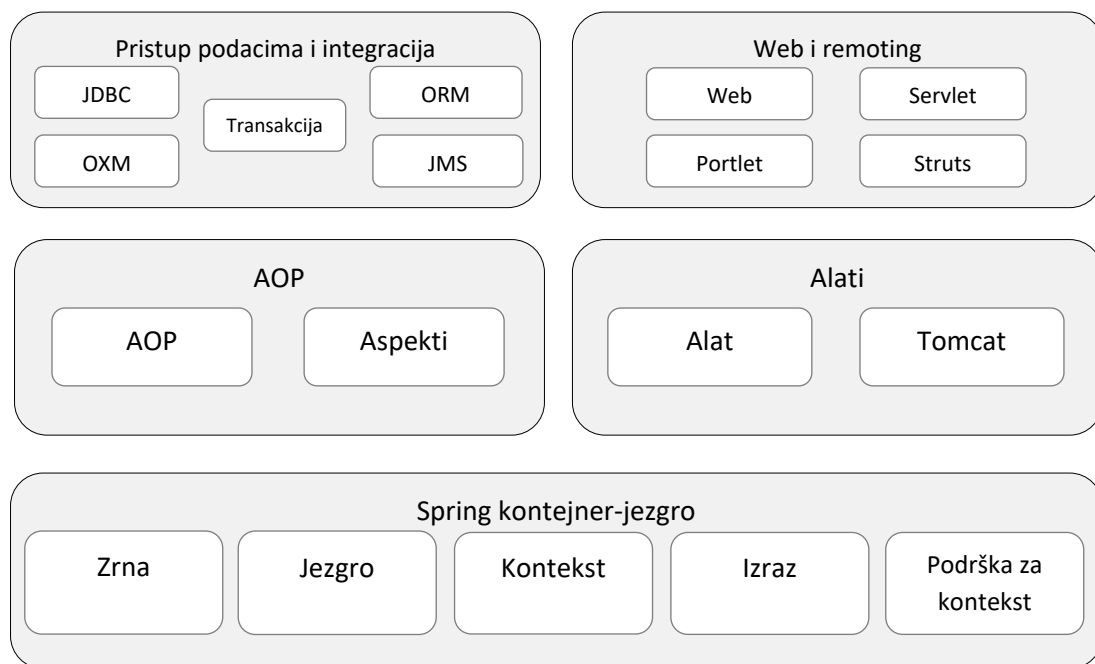 Pristup podacima i integracija
JDBC
ORM
Transakcija
OXM
JMS
Web i remoting
Web
Servlet
Portlet
Struts
AOP
AOP
Aspekti
Alati
Alat
Tomcat
Spring kontejner-jezgro
Zrna
Jezgro
Kontekst
Izraz
Podrška za
kontekst